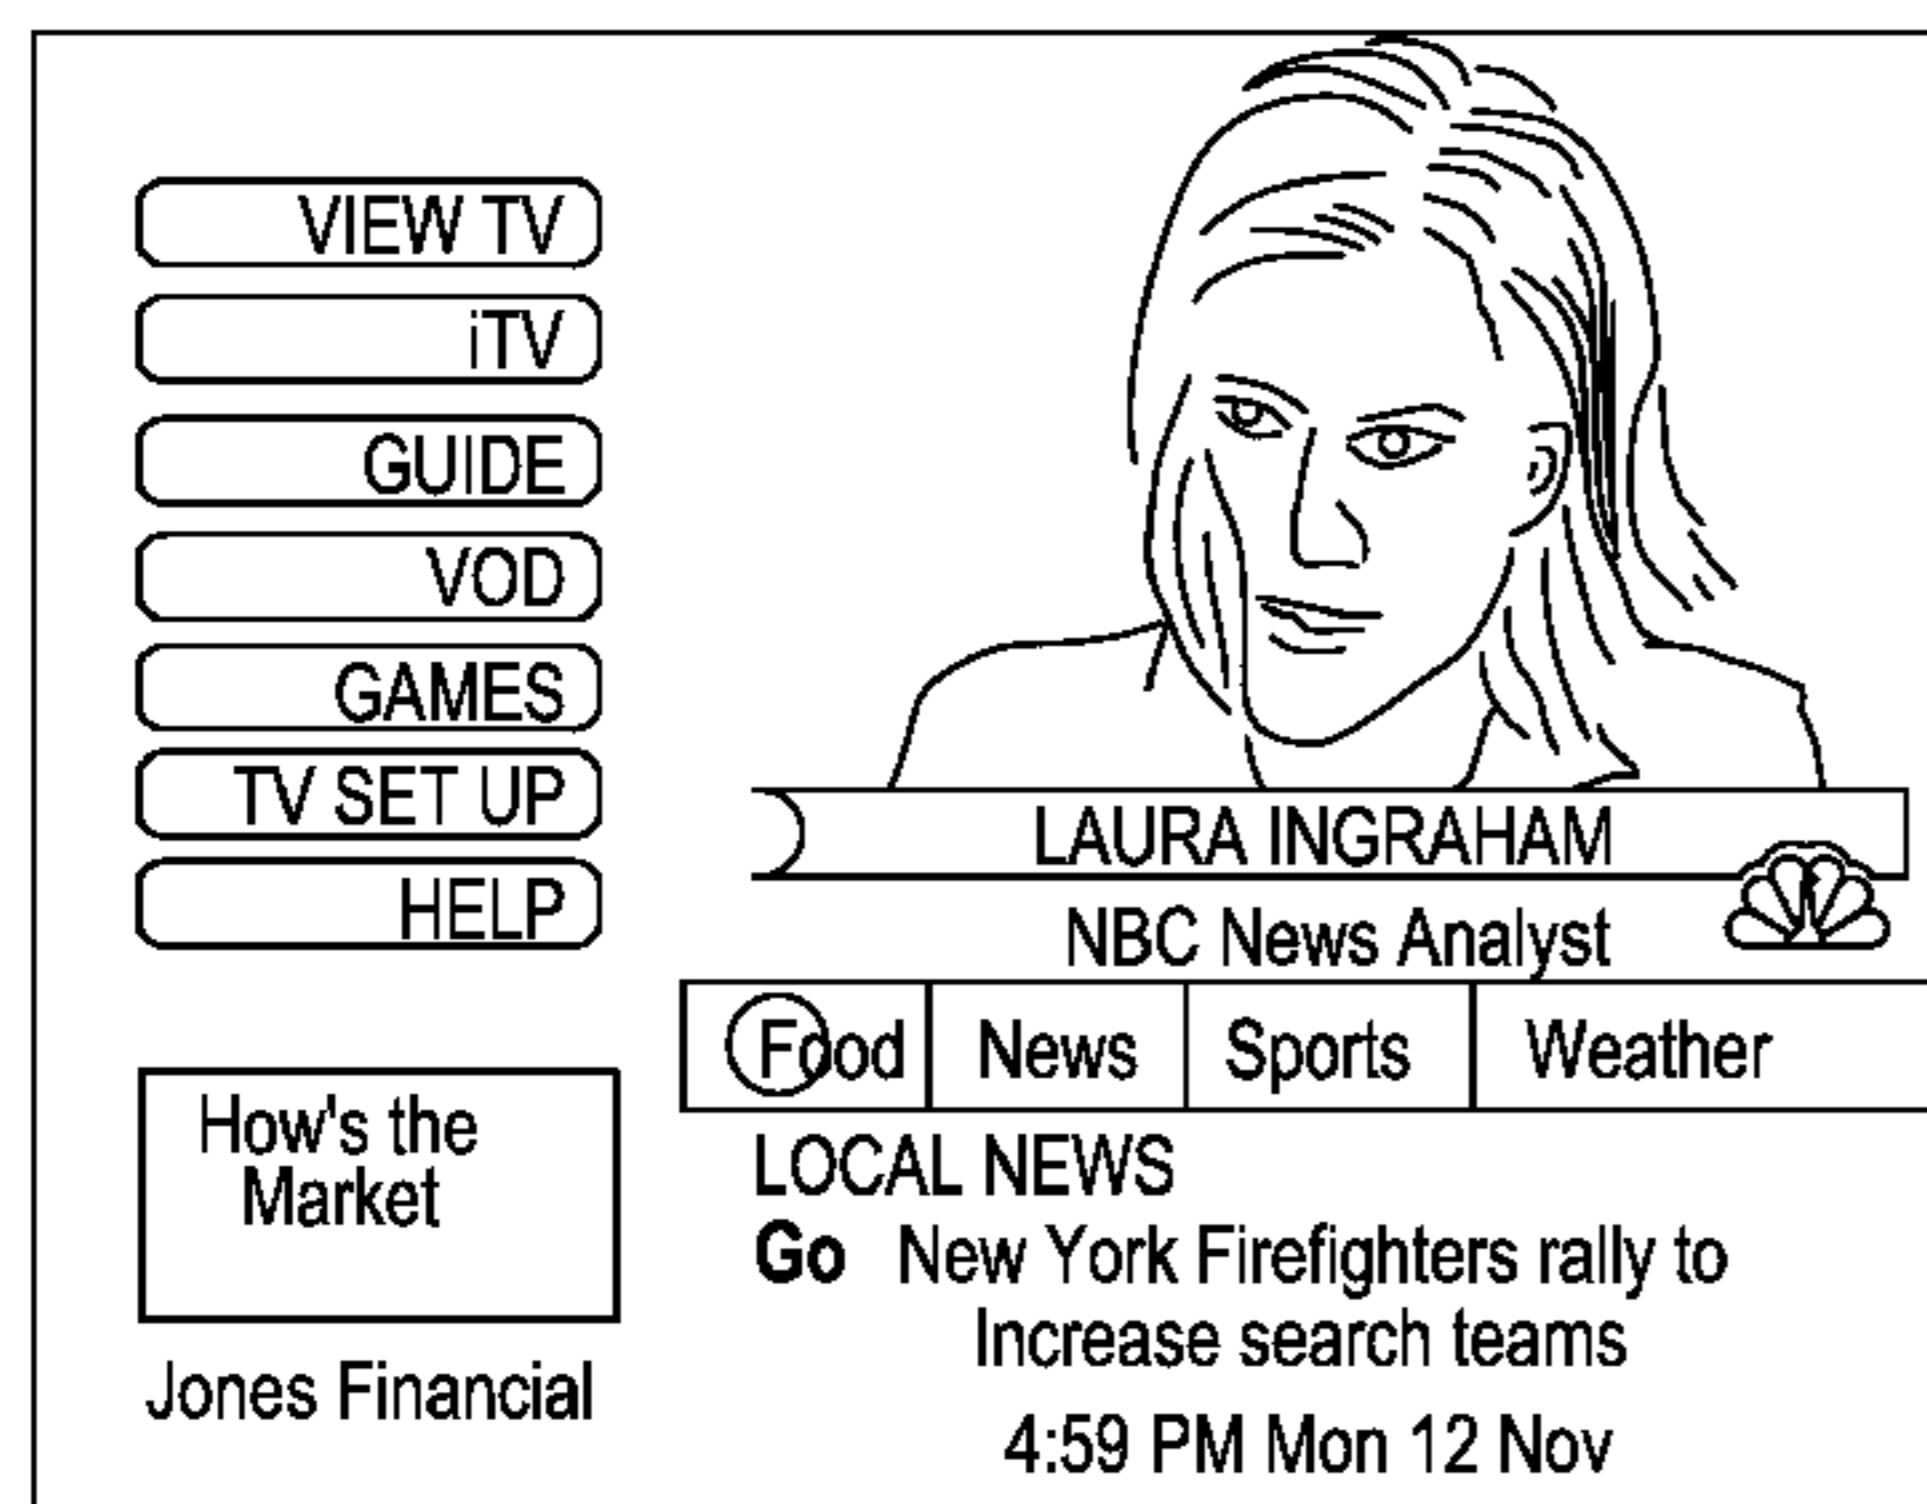 VIEW TV
iTV
GUIDE
VOD
GAMES
TV SET UP
HELP
How's the
Market
Jones Financial
LAURA INGRAHAM
NBC News Analyst
Food News Sports Weather
LOCAL NEWS
Go New York Firefighters rally to
Increase search teams
4:59 PM Mon 12 Nov